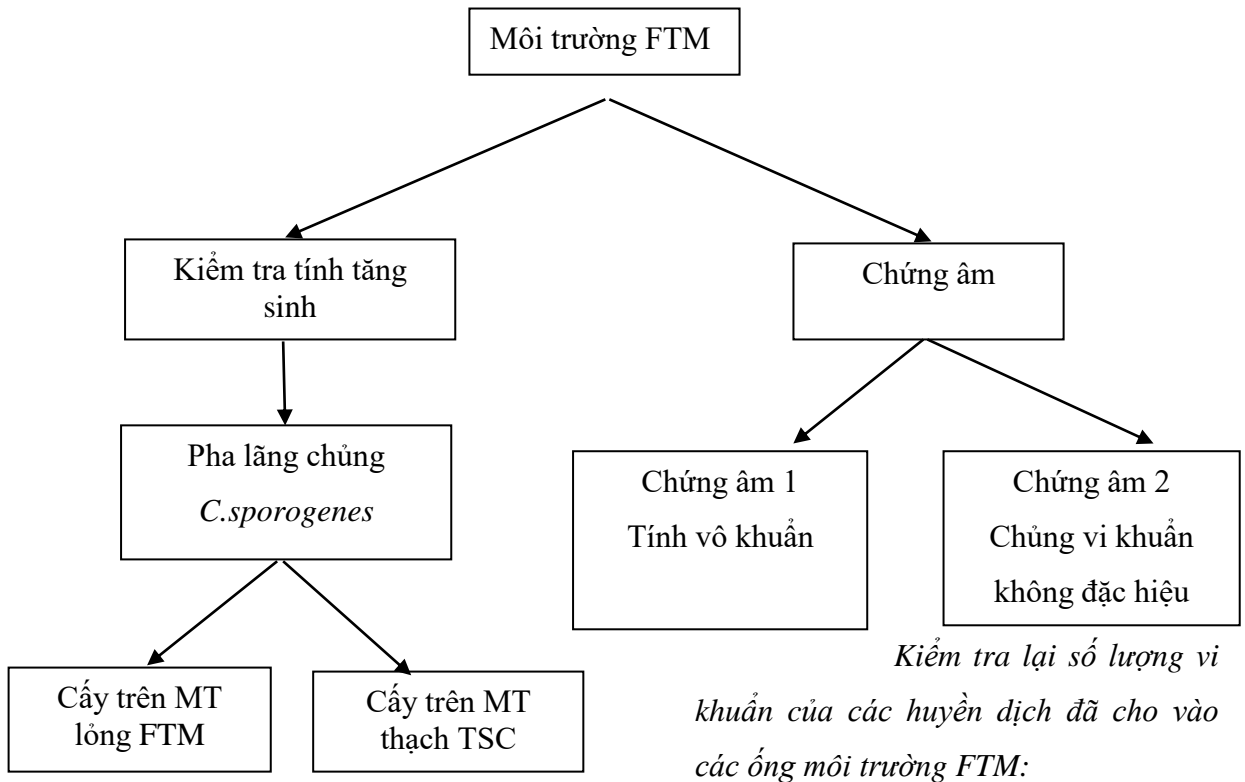 Môi trường FTM
Kiểm tra tính tăng
sinh
Chứng âm
Pha lãng chủng
C.sporogenes
Chứng âm 1
Tính vô khuẩn
Chứng âm 2
Chủng vi khuẩn
không đặc hiệu
Cấy trên MT
lỏng FTM
Cấy trên MT
thạch TSC
Kiểm tra lại số lượng vi
khuẩn của các huyền dịch đã cho vào
các ống môi trường FTM: